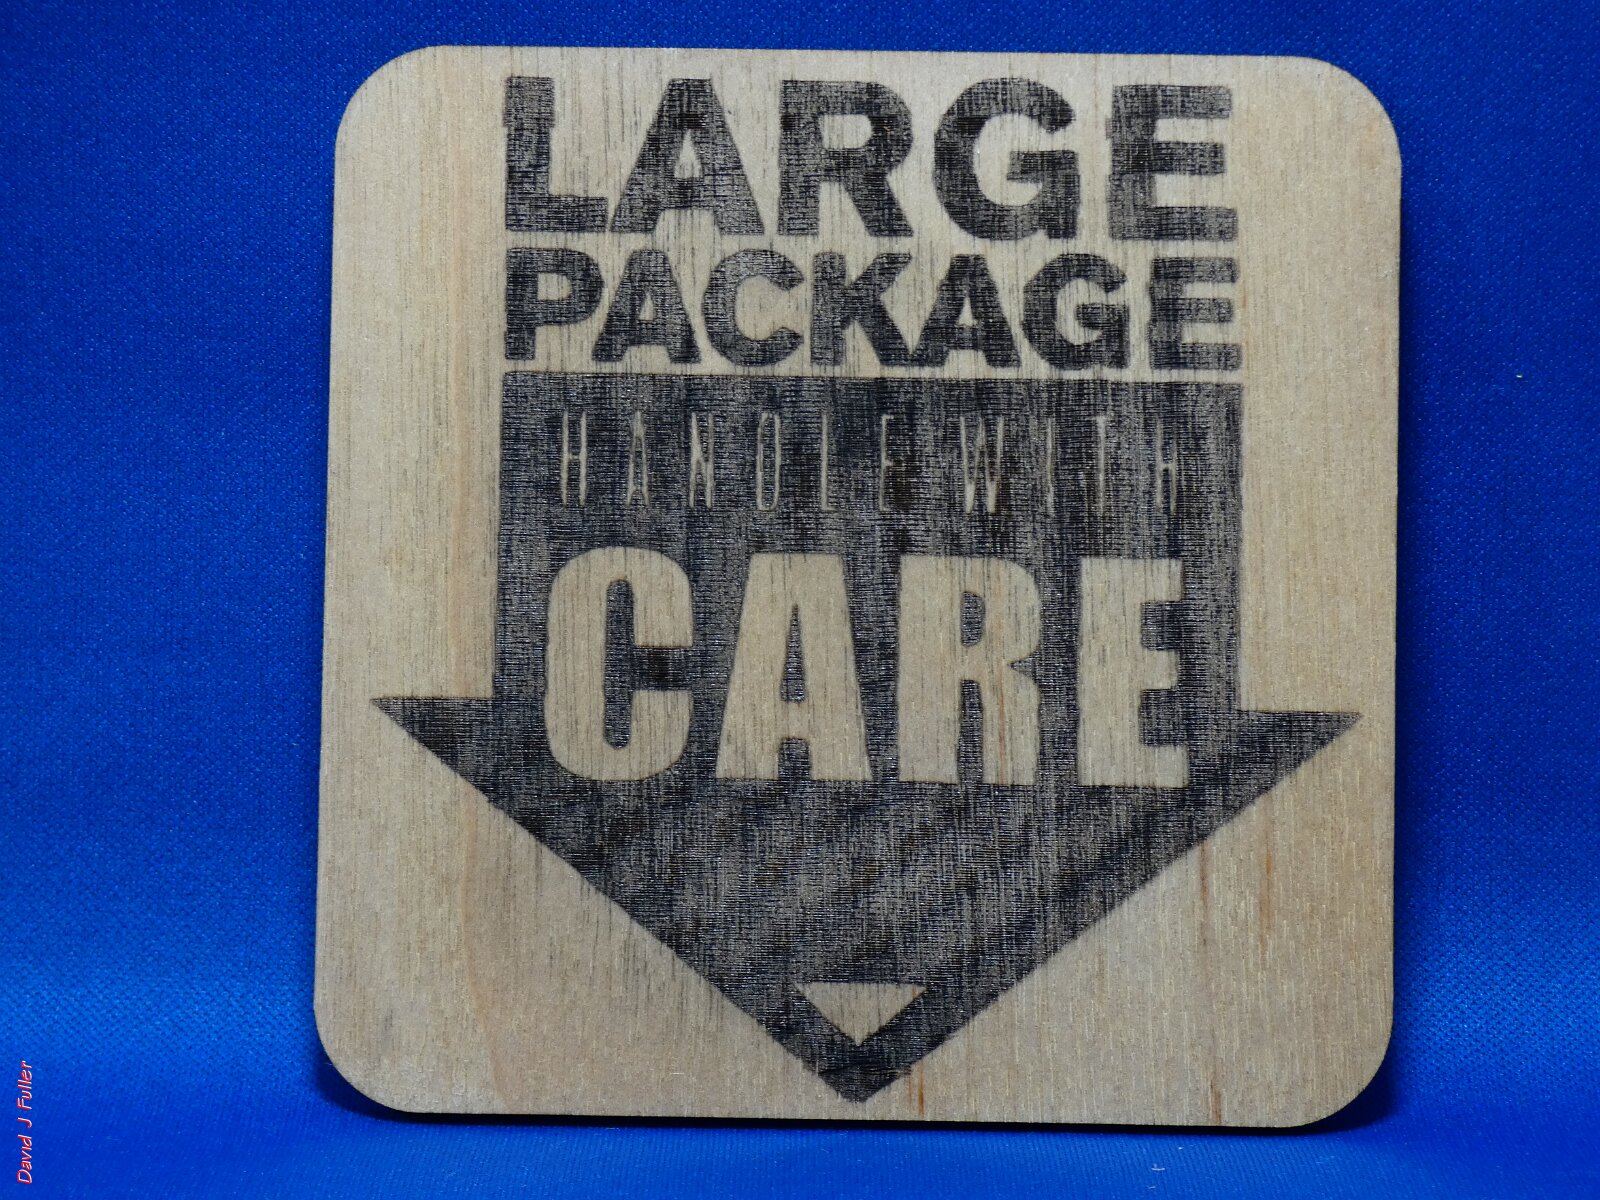 LARGE
PACKAGE
HANDLE WITH
CARE
David J Fuller